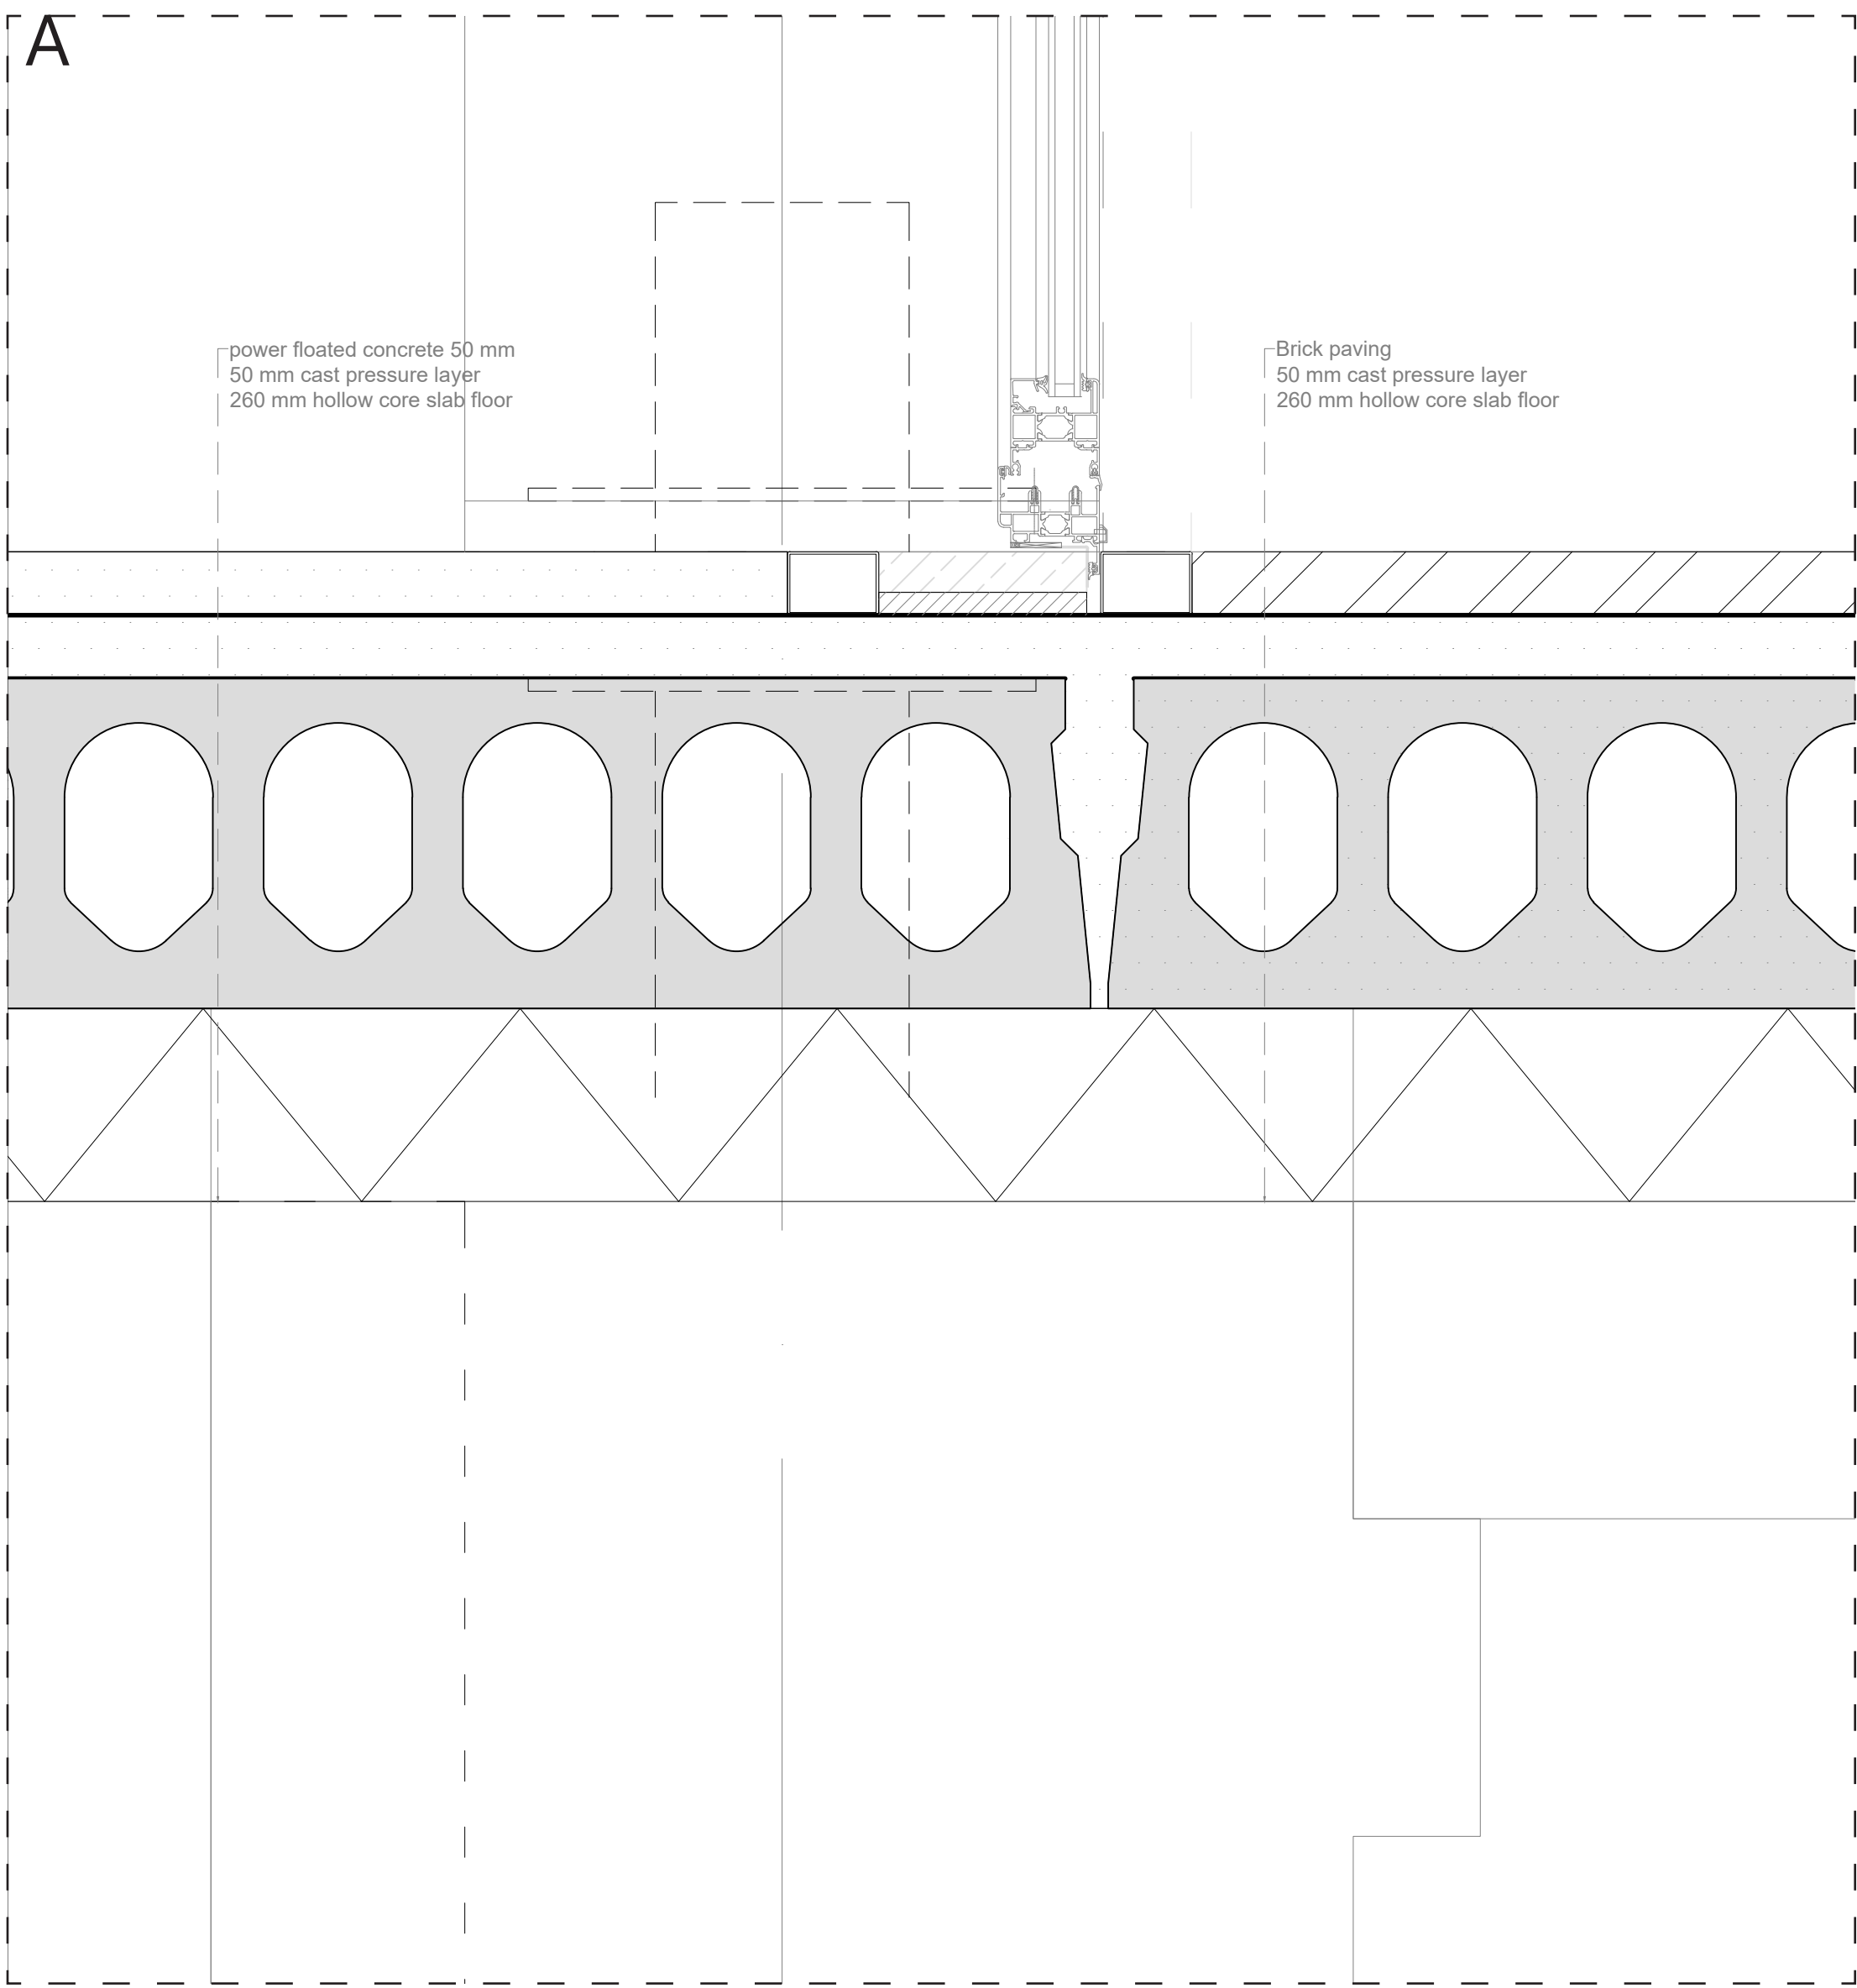 A
power floated concrete 50 mm
50 mm cast pressure layer
260 mm hollow core slab floor
Brick paving
50 mm cast pressure layer
260 mm hollow core slab floor